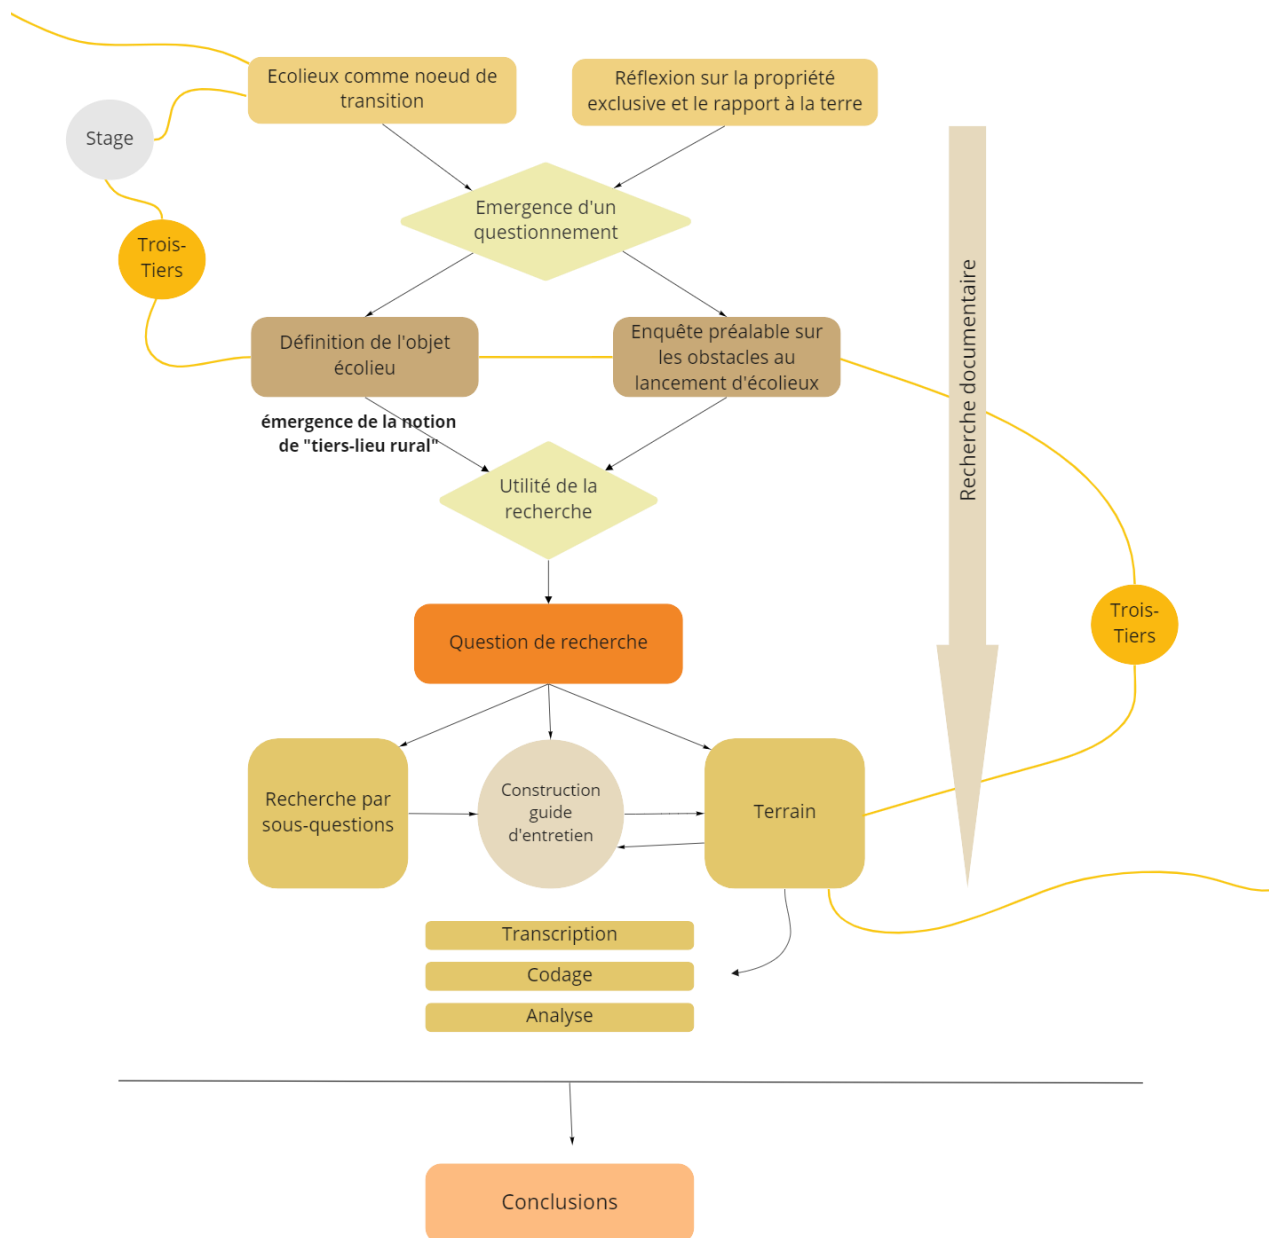 Ecolieux comme noeud de
transition
Réflexion sur la propriété
exclusive et le rapport à la terre
Stage
Emergence d'un
questionnement
Trois-
Tiers
Recherche documentaire
Définition de l'objet
écolieu
Enquête préalable sur
les obstacles au
lancement d'écolieux
émergence de la notion
de "tiers-lieu rural"
Utilité de la
recherche
Trois-
Tiers
Question de recherche
Recherche par
sous-questions
Construction
guide
d'entretien
Terrain
Transcription
Codage
Analyse
Conclusions